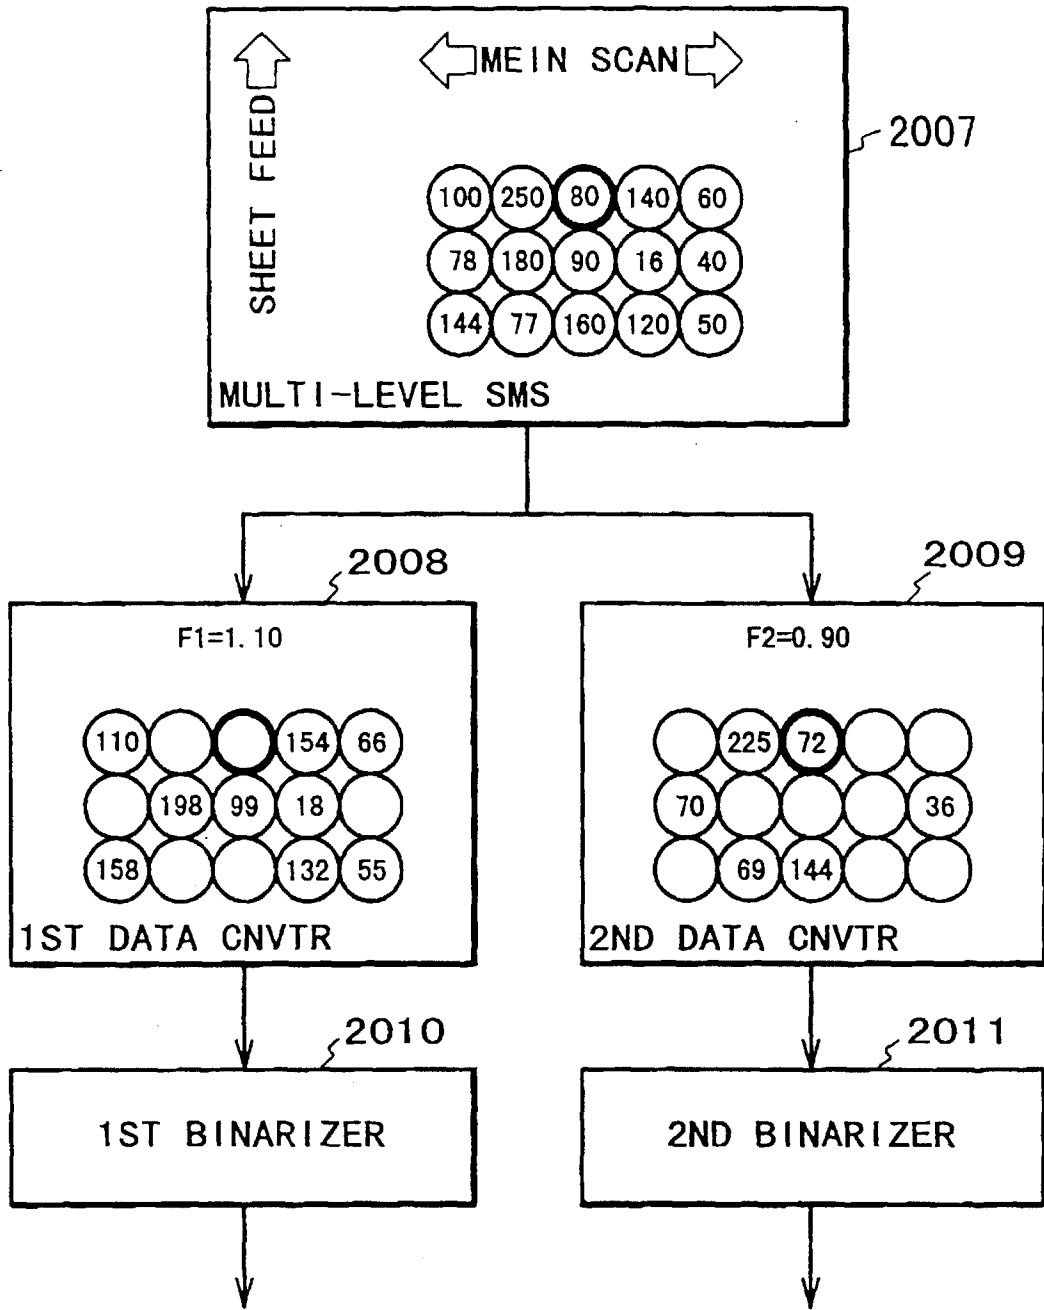 MEIN SCAN
SHEET FEED
2007
100 250 80 140 60
78 180 90 16 40
144 77 160 120 50
MULTI-LEVEL SMS
2008
2009
F1=1.10
F2=0.90
110 154 66
198 99 18
158 132 55
1ST DATA CNVTR
225 72
70 36
69 144
2ND DATA CNVTR
2010
2011
1ST BINARIZER
2ND BINARIZER